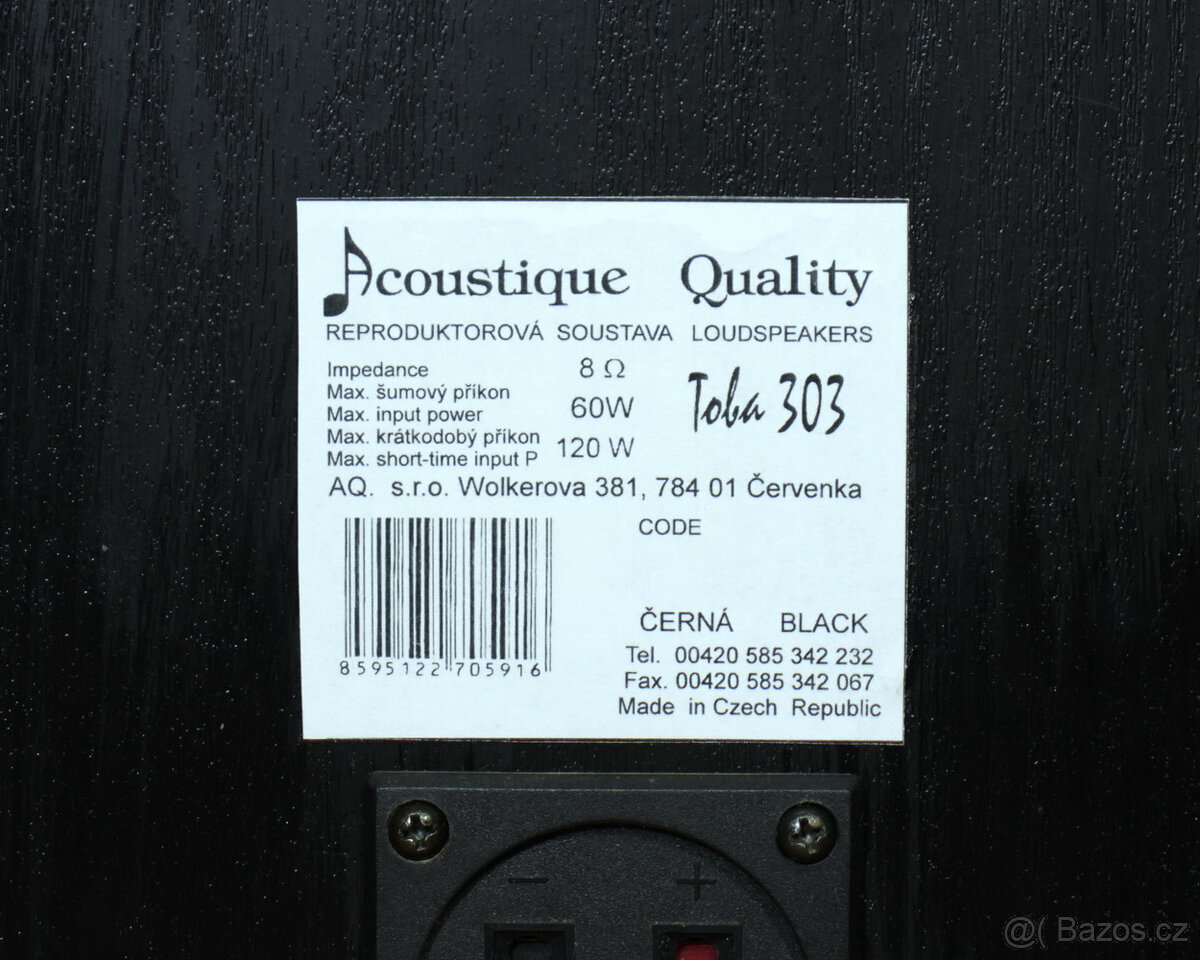 Acoustique Quality
REPRODUKTOROVÁ SOUSTAVA LOUDSPEAKERS
Impedance 8 Ω
Max. šumový příkon
Max. input power 60W
Max. krátkodobý příkon
Max. short-time input P 120 W
Toba 303
AQ. s.r.o. Wolkerova 381, 784 01 Červenka
CODE
8595122705916
ČERNÁ BLACK
Tel. 00420 585 342 232
Fax. 00420 585 342 067
Made in Czech Republic
− +
@( Bazos.cz